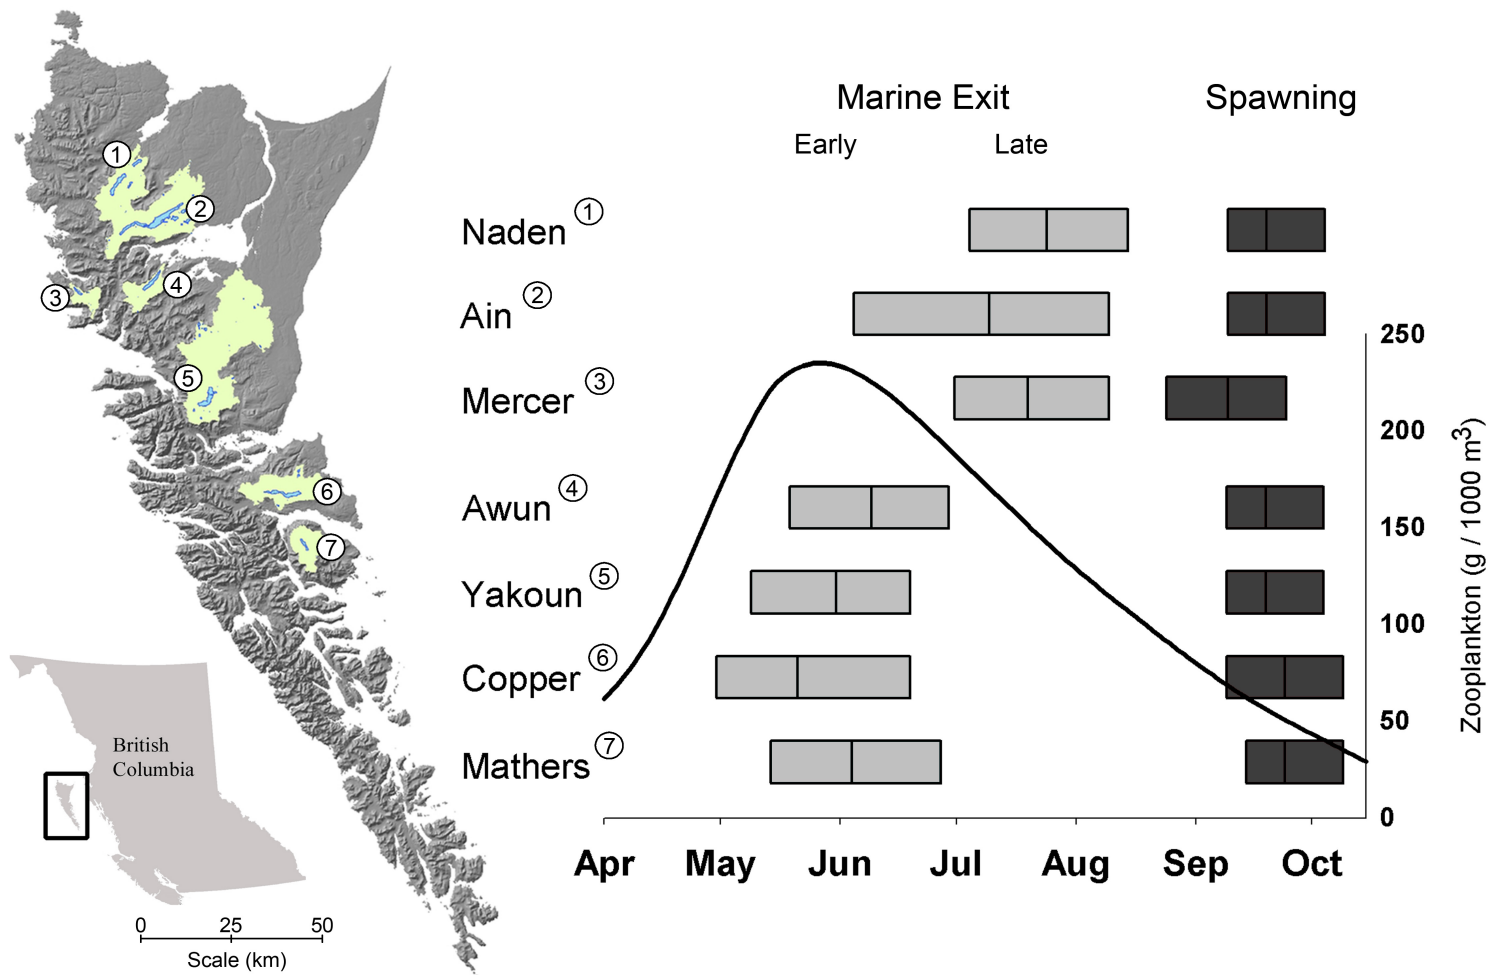 Marine Exit
Spawning
Early
Late
Naden ①
Ain ②
Mercer ③
Awun ④
Yakoun ⑤
Copper ⑥
Mathers ⑦
250
200
150
100
50
0
Zooplankton (g / 1000 m³)
Apr May Jun Jul Aug Sep Oct
①
②
③
④
⑤
⑥
⑦
British
Columbia
0 25 50
Scale (km)